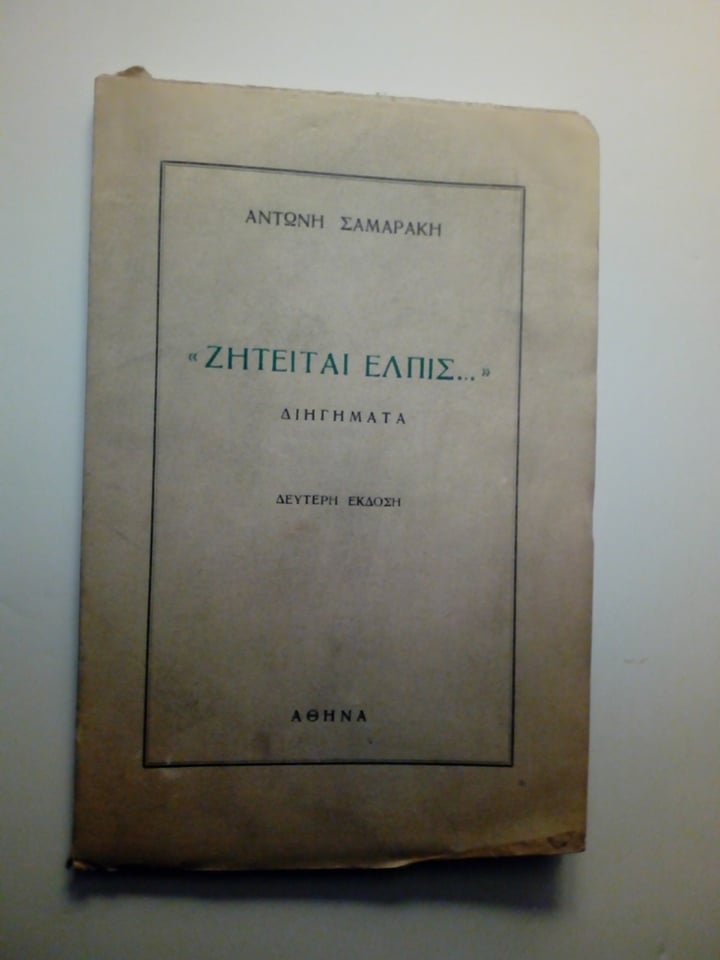 ΑΝΤΩΝΗ ΣΑΜΑΡΑΚΗ
« ΖΗΤΕΙΤΑΙ ΕΛΠΙΣ... »
ΔΙΗΓΗΜΑΤΑ
ΔΕΥΤΕΡΗ ΕΚΔΟΣΗ
ΑΘΗΝΑ